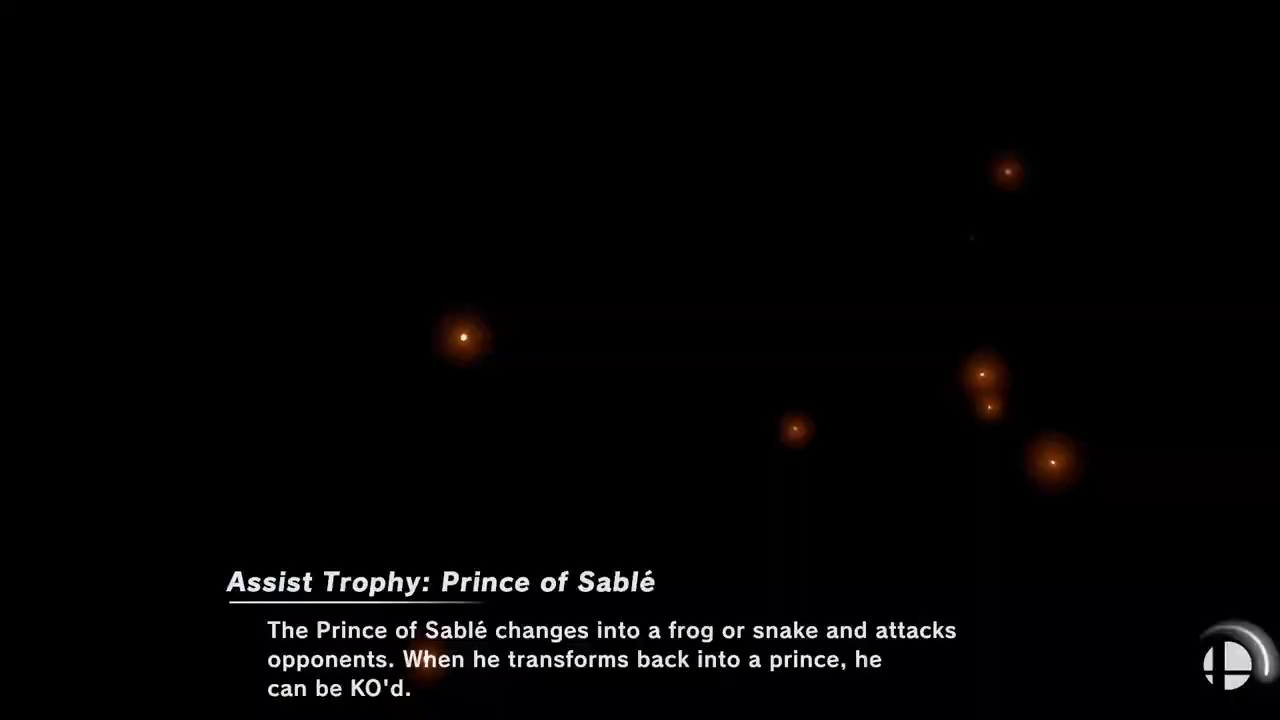 Assist Trophy: Prince of Sablé
The Prince of Sablé changes into a frog or snake and attacks
opponents. When he transforms back into a prince, he
can be KO'd.